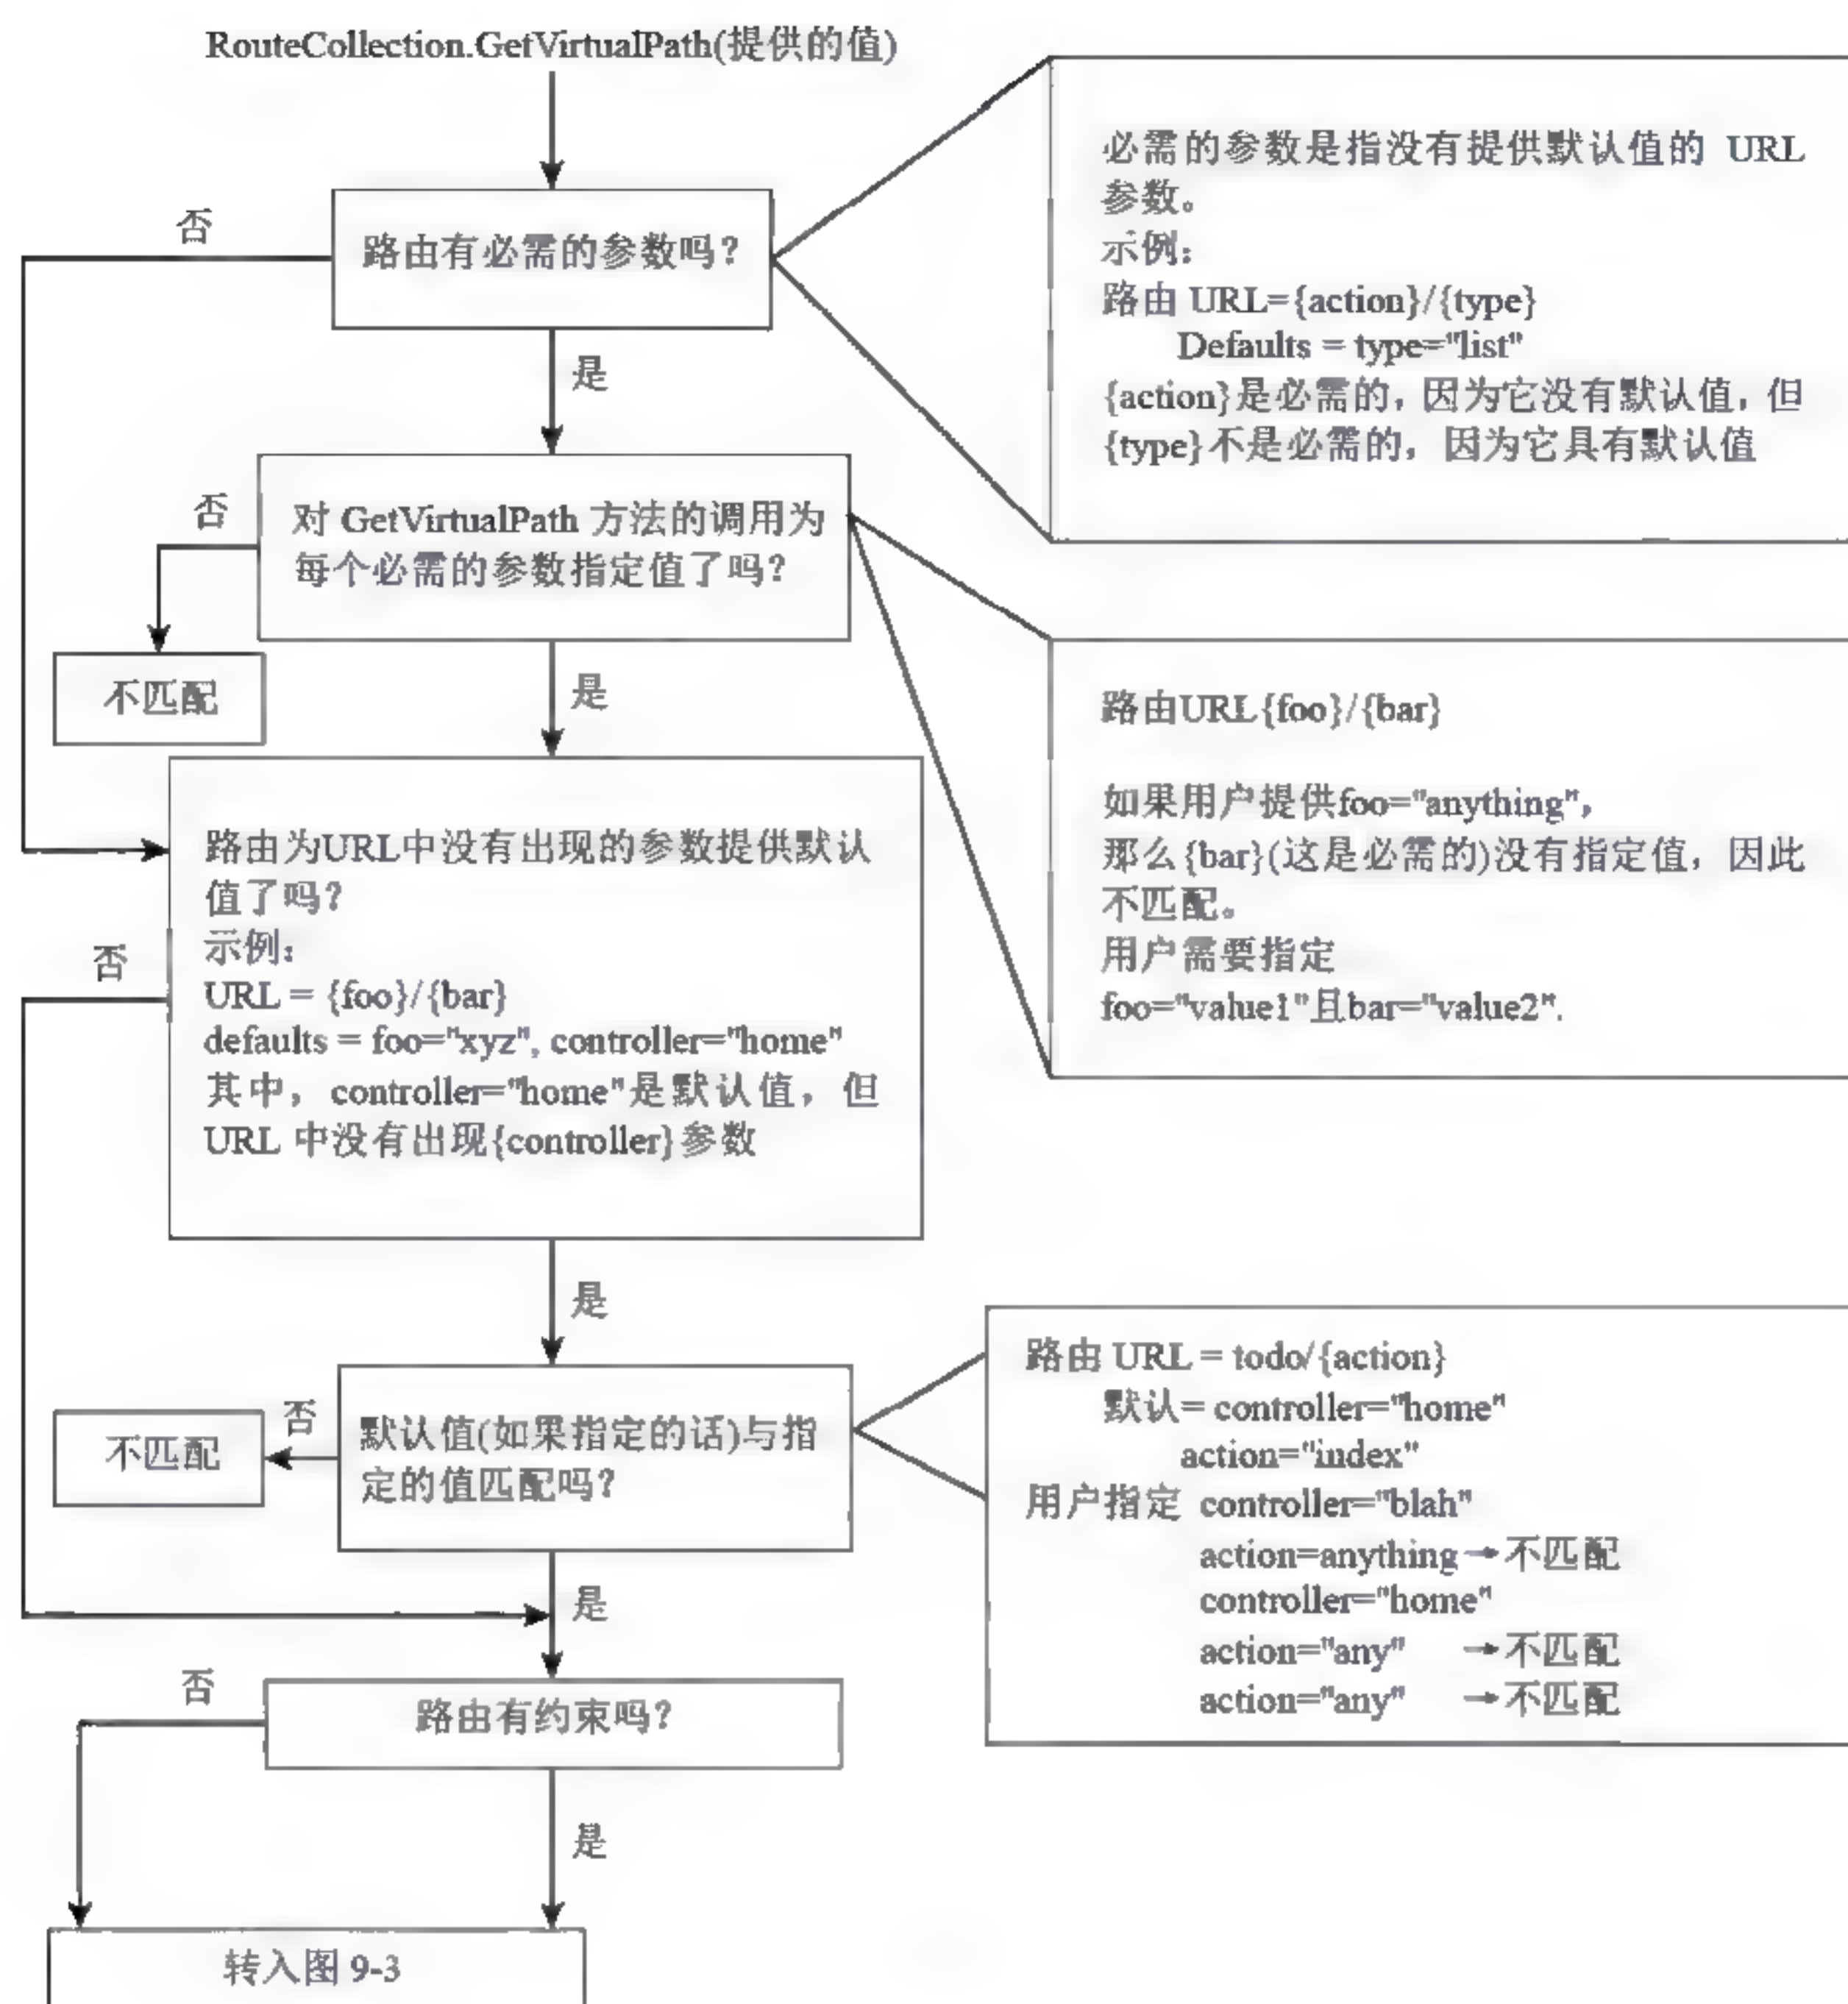 RouteCollection.GetVirtualPath(提供的值)
路由有必需的参数吗？
否
是
必需的参数是指没有提供默认值的 URL
参数。
示例：
路由 URL={action}/{type}
Defaults = type="list"
{action}是必需的，因为它没有默认值，但
{type}不是必需的，因为它具有默认值
对 GetVirtualPath 方法的调用为
每个必需的参数指定值了吗？
否
不匹配
是
路由URL{foo}/{bar}
如果用户提供foo="anything"，
那么{bar}(这是必需的)没有指定值，因此
不匹配。
用户需要指定
foo="value1"且bar="value2".
路由为URL中没有出现的参数提供默认
值了吗？
示例：
URL = {foo}/{bar}
defaults = foo="xyz", controller="home"
其中，controller="home"是默认值，但
URL 中没有出现{controller}参数
否
是
默认值(如果指定的话)与指
定的值匹配吗？
否
不匹配
是
路由 URL = todo/{action}
默认= controller="home"
action="index"
用户指定 controller="blah"
action=anything→不匹配
controller="home"
action="any" →不匹配
action="any" →不匹配
路由有约束吗？
否
是
转入图 9-3